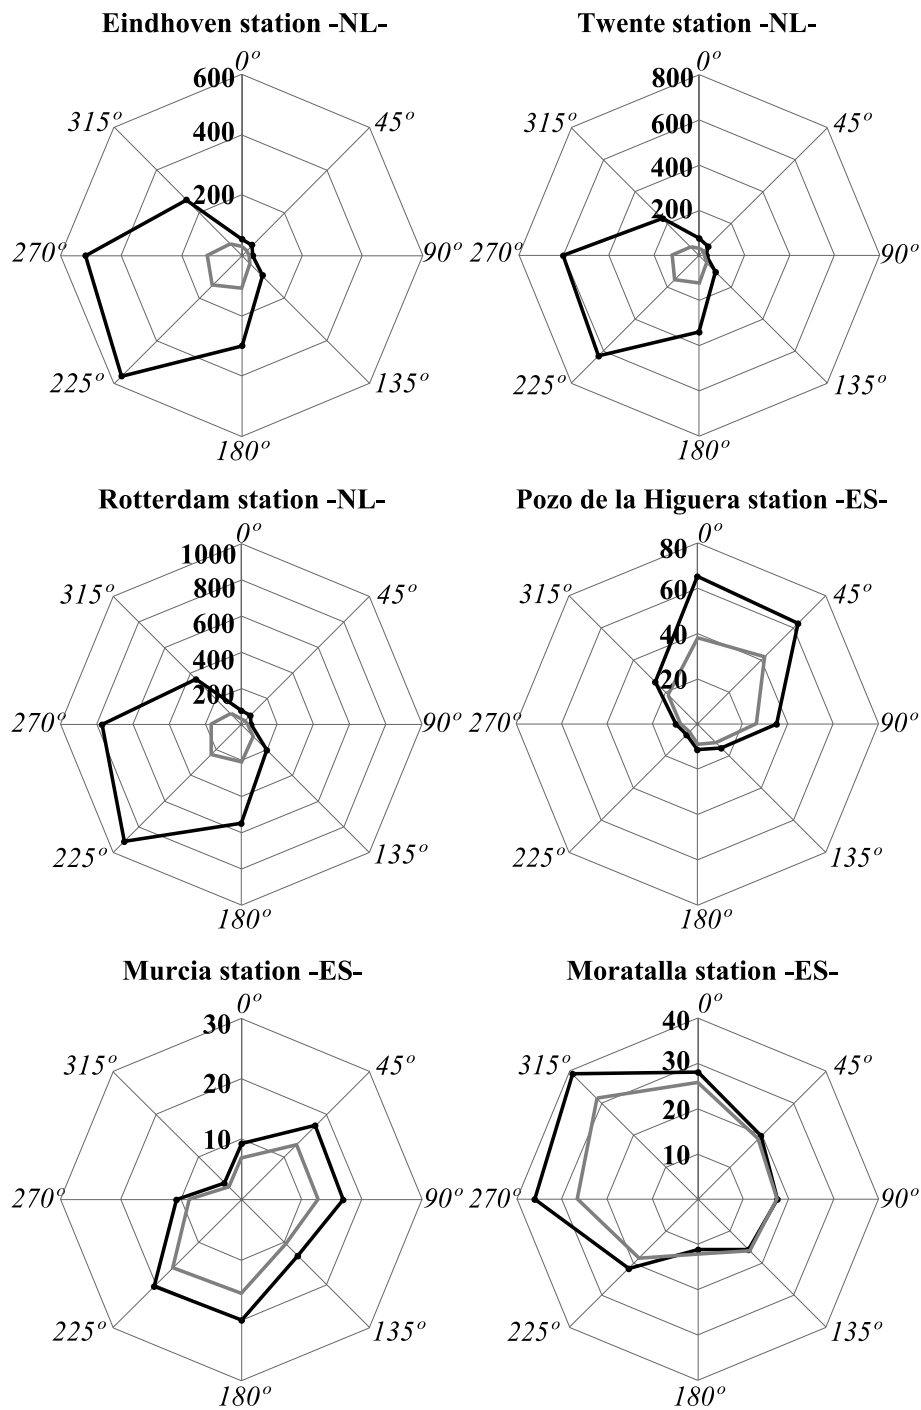 Eindhoven station -NL-
0º
600
400
200
45º
90º
135º
180º
225º
270º
315º
Twente station -NL-
0º
800
600
400
200
45º
90º
135º
180º
225º
270º
315º
Rotterdam station -NL-
0º
1000
800
600
400
200
45º
90º
135º
180º
225º
270º
315º
Pozo de la Higuera station -ES-
0º
80
60
40
20
45º
90º
135º
180º
225º
270º
315º
Murcia station -ES-
0º
30
20
10
45º
90º
135º
180º
225º
270º
315º
Moratalla station -ES-
0º
40
30
20
10
45º
90º
135º
180º
225º
270º
315º